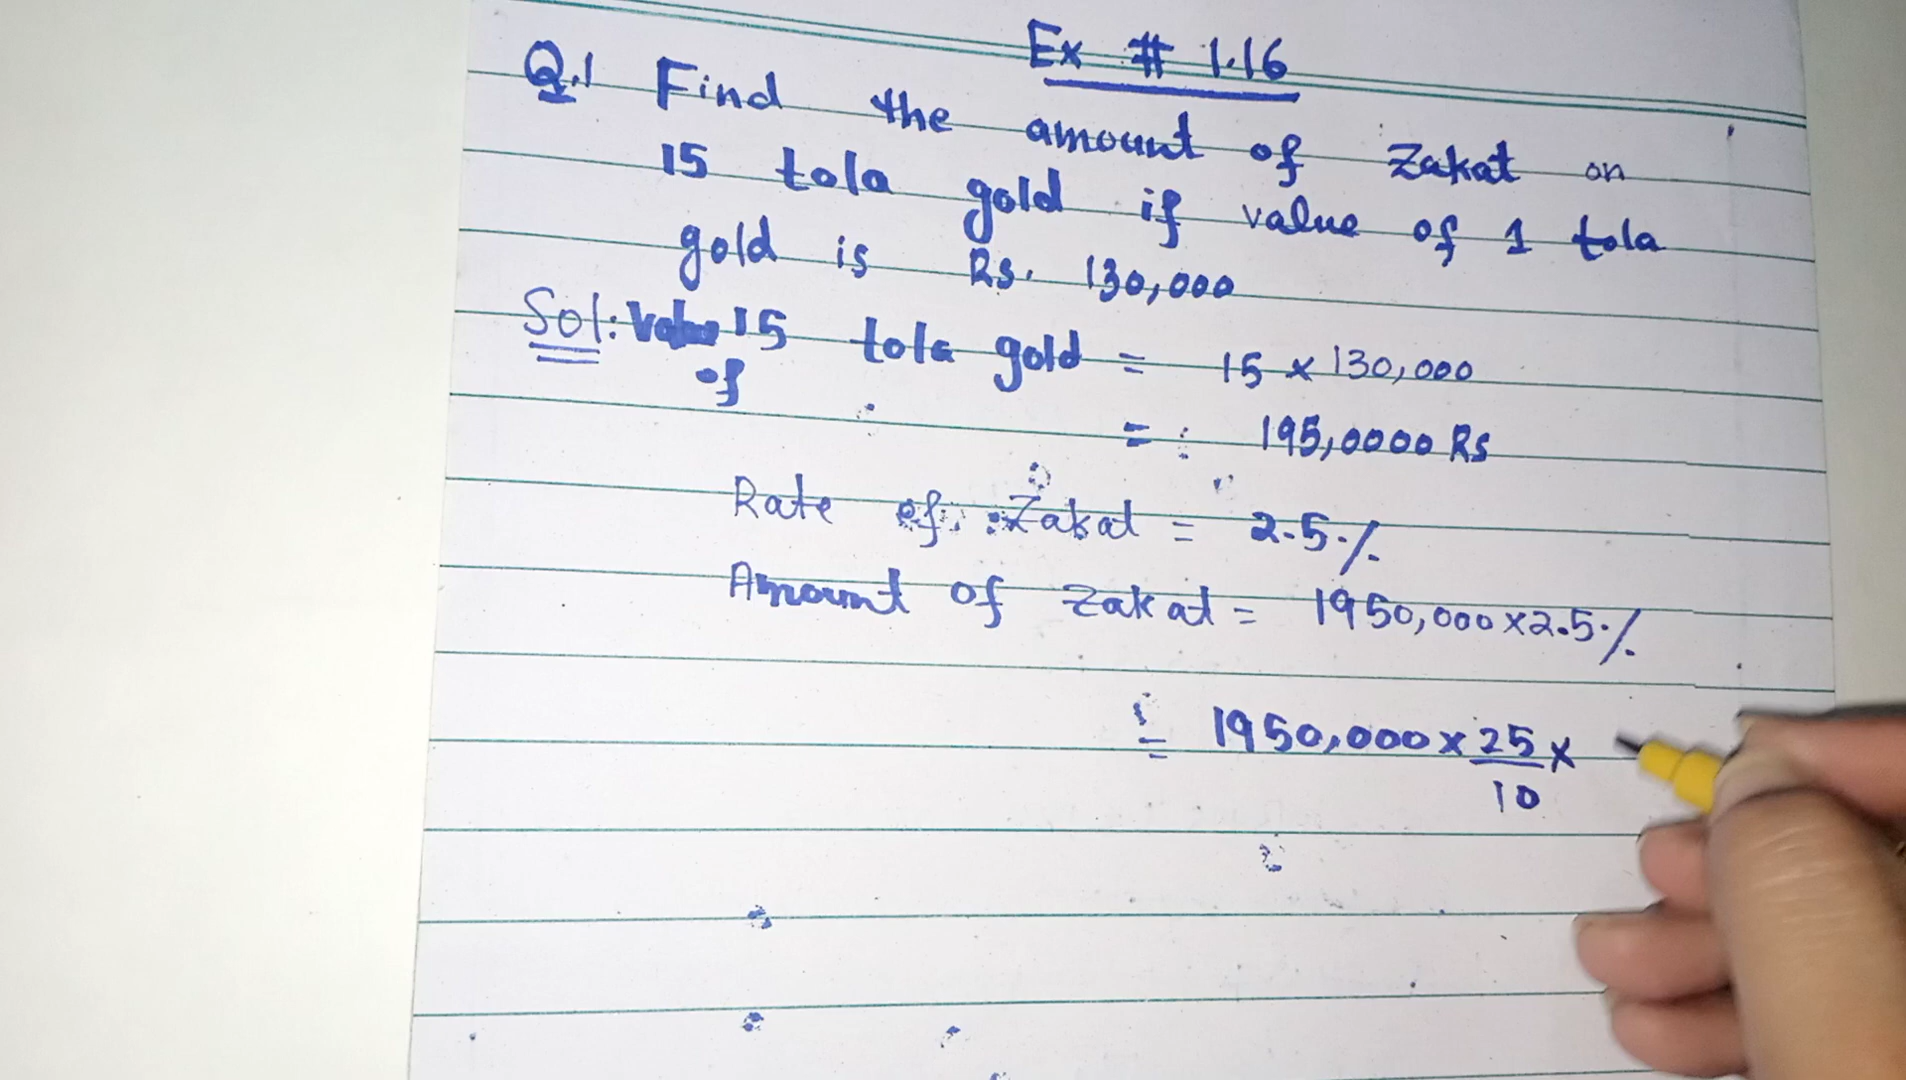 Ex # 1.16
Q.1 Find the amount of Zakat on
15 tola gold if value of 1 tola
gold is Rs. 130,000
Sol: Value of 15 tola gold = 15 × 130,000
= 195,0000 Rs
Rate of Zakat = 2.5%
Amount of Zakat = 1950,000 × 2.5%
= 1950,000 × 25/10 ×